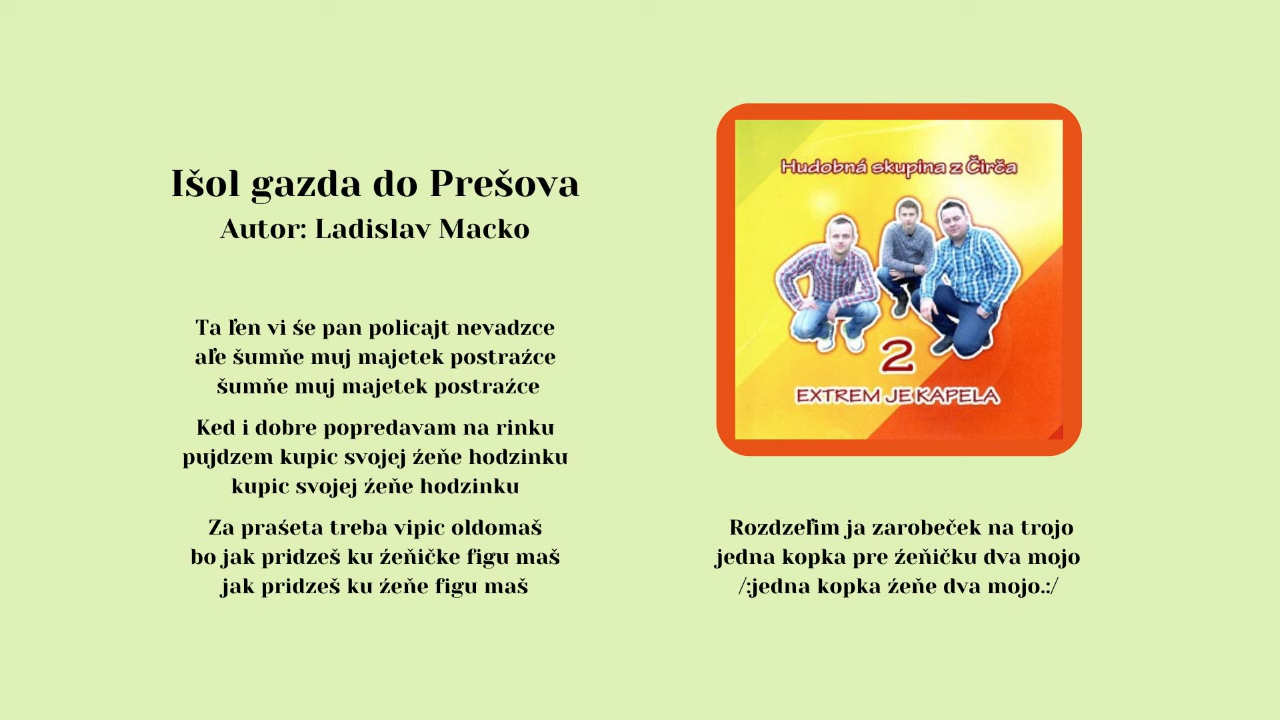 Išol gazda do Prešova
Autor: Ladislav Macko
Ta ľen vi śe pan policajt nevadzce
aľe šumňe muj majetek postraźce
šumňe muj majetek postraźce
Ked i dobre popredavam na rinku
pujdzem kupic svojej źeňe hodzinku
kupic svojej źeňe hodzinku
Za praśeta treba vipic oldomaš
bo jak pridzeš ku źeňičke figu maš
jak pridzeš ku źeňe figu maš
Hudobná skupina z Čirča
2
EXTREM JE KAPELA
Rozdzeľim ja zarobeček na trojo
jedna kopka pre źeňičku dva mojo
/:jedna kopka źeňe dva mojo.:/